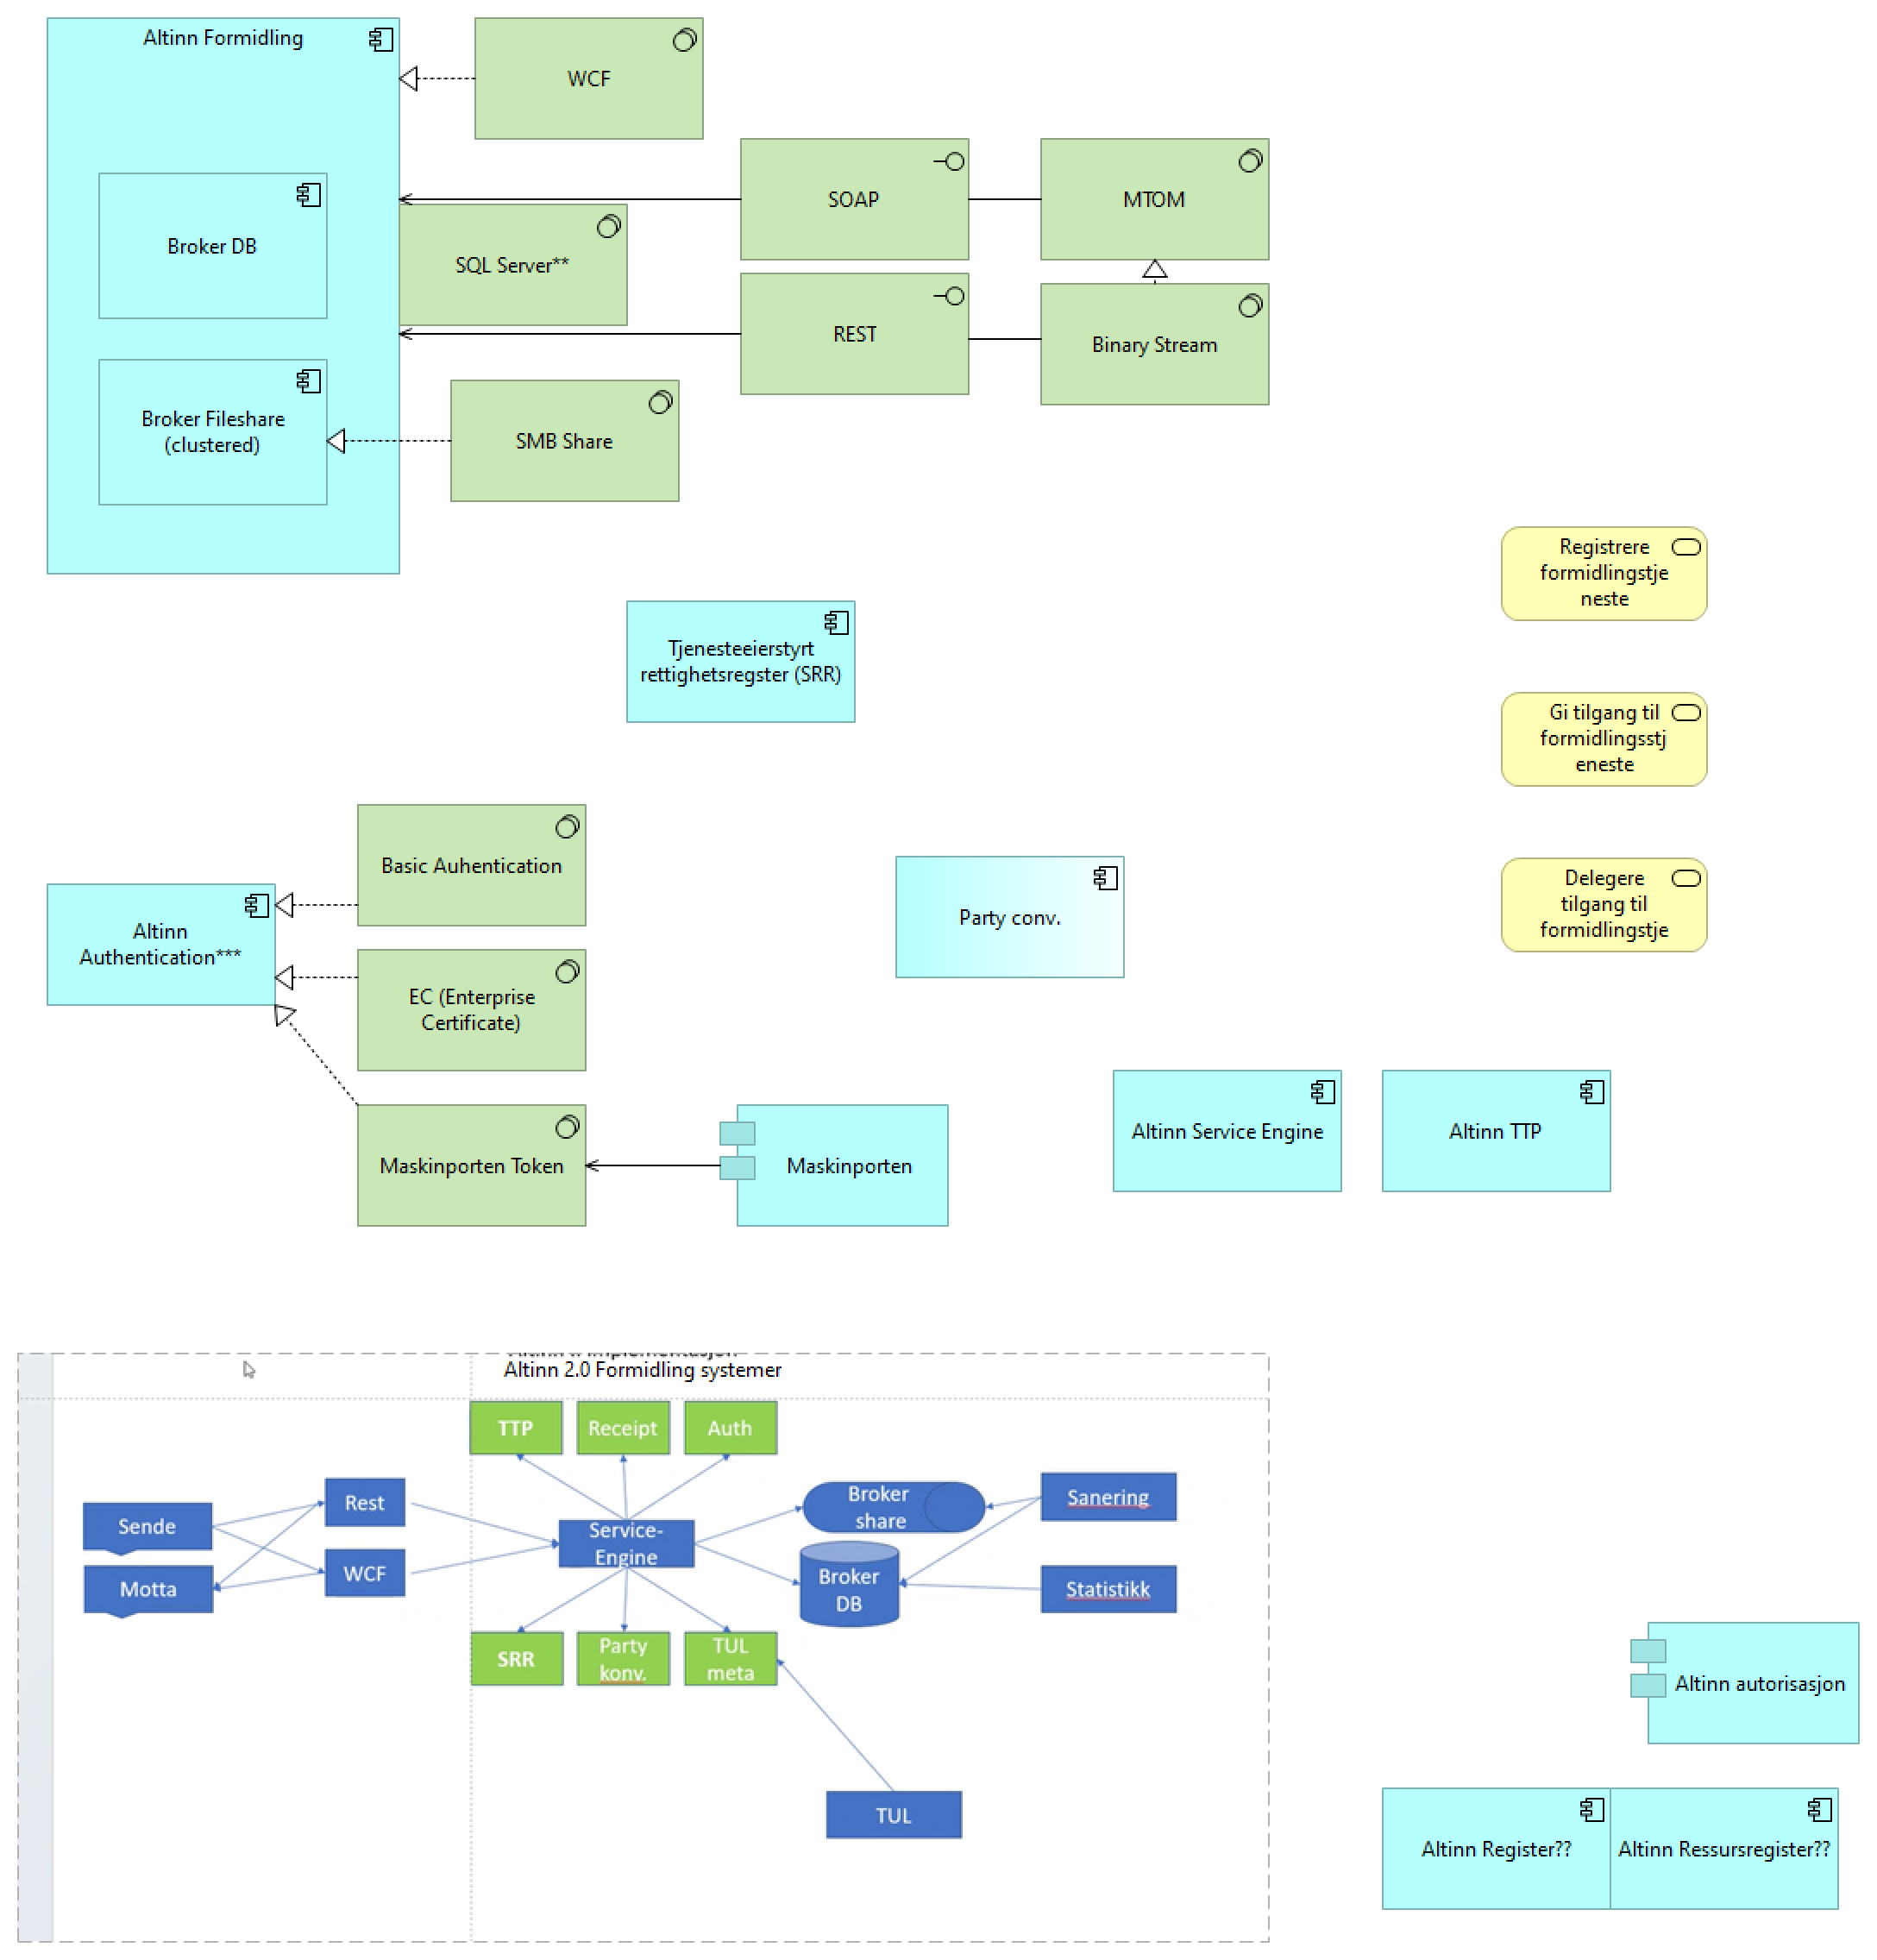 Altinn Formidling
WCF
Broker DB
SOAP
MTOM
SQL Server**
REST
Binary Stream
Broker Fileshare
(clustered)
SMB Share
Registrere
formidlingstje
neste
Tjenesteeierstyrt
rettighetsregster (SRR)
Gi tilgang til
formidlingsstj
eneste
Basic Auhentication
Delegere
tilgang til
formidlingstje
Altinn
Authentication***
Party conv.
EC (Enterprise
Certificate)
Altinn Service Engine
Altinn TTP
Maskinporten Token
Maskinporten
Altinn 2.0 Formidling systemer
TTP
Receipt
Auth
Sende
Rest
Service-
Engine
Broker
share
Sanering
Motta
WCF
Broker
DB
Statistikk
SRR
Party
konv.
TUL
meta
TUL
Altinn autorisasjon
Altinn Register??
Altinn Ressursregister??